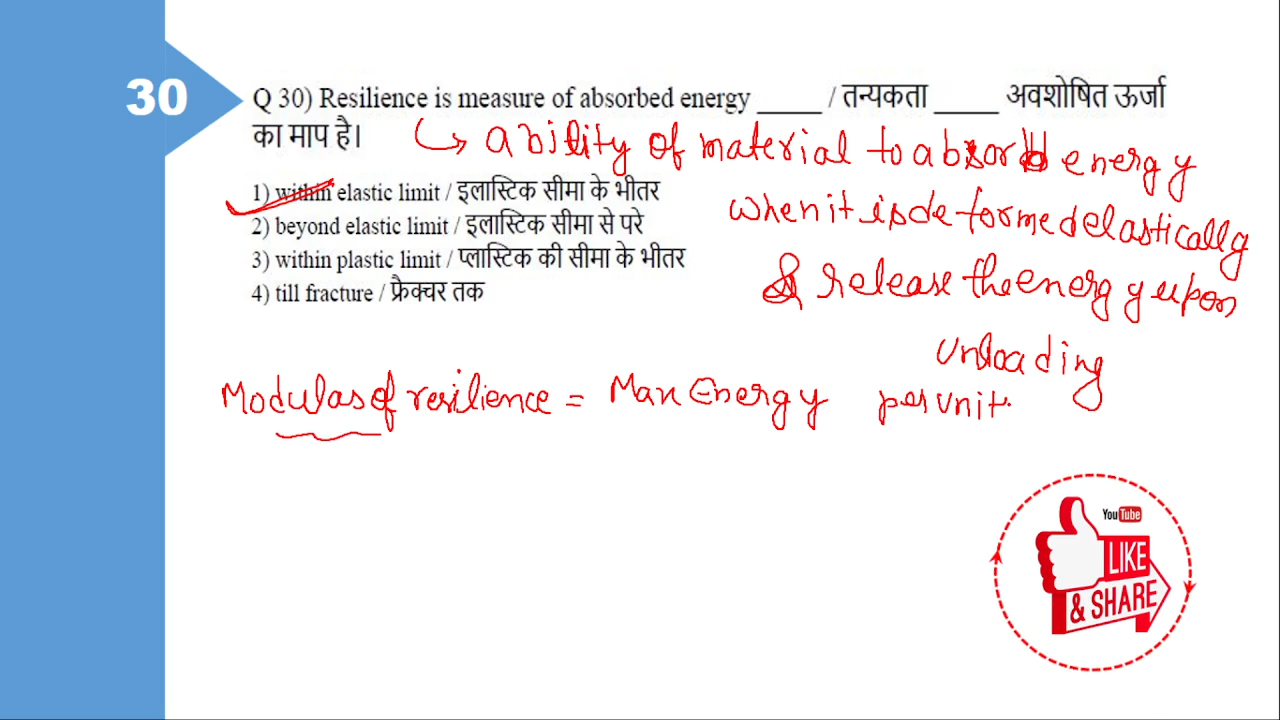 30
Q 30) Resilience is measure of absorbed energy _____ / तन्यकता _____ अवशोषित ऊर्जा
का माप है।
↪ ability of material to absorb energy
1) within elastic limit / इलास्टिक सीमा के भीतर
when it is deformed elastically
2) beyond elastic limit / इलास्टिक सीमा से परे
3) within plastic limit / प्लास्टिक की सीमा के भीतर
& release the energy upon
4) till fracture / फ्रैक्चर तक
unloading
Modulas of resilience = Max Energy per unit
YouTube
LIKE
& SHARE